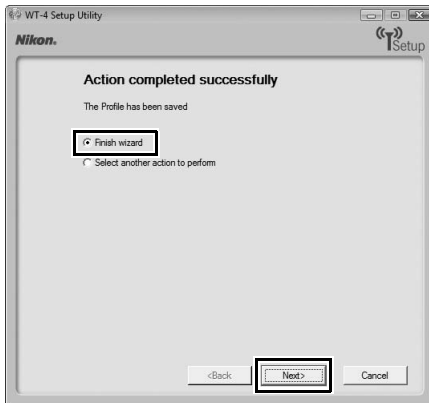 WT-4 Setup Utility
Nikon.
Setup
Action completed successfully
The Profile has been saved
Finish wizard
Select another action to perform
<Back
Next>
Cancel